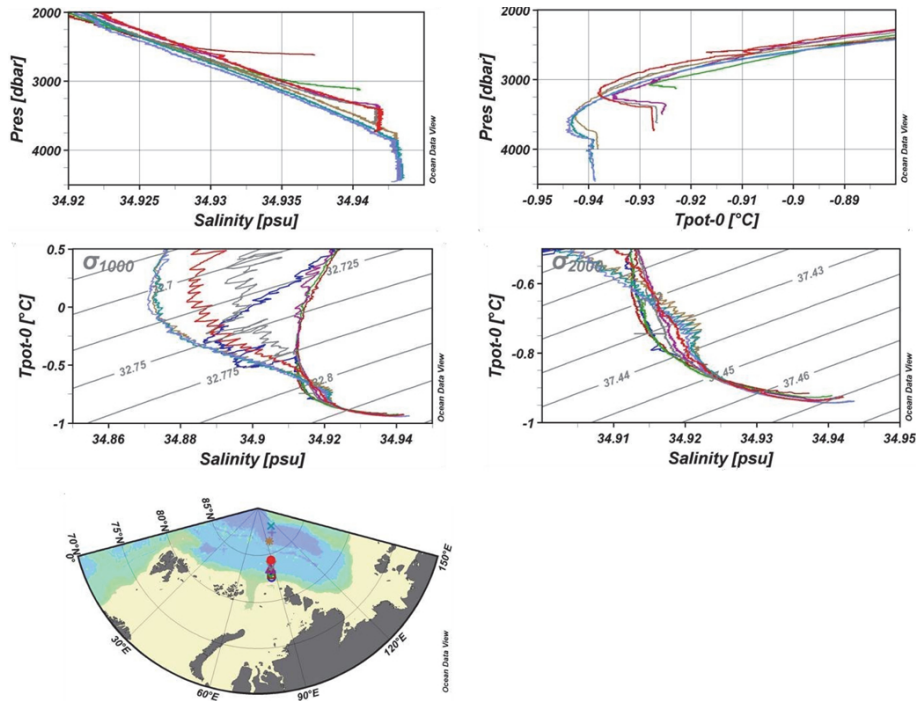 2000
3000
4000
Pres [dbar]
34.92
34.925
34.93
34.935
34.94
Salinity [psu]
Ocean Data View
2000
3000
4000
Pres [dbar]
-0.95
-0.94
-0.93
-0.92
-0.91
-0.9
-0.89
Tpot-0 [°C]
Ocean Data View
0.5
0
-0.5
-1
Tpot-0 [°C]
σ1000
32.7
32.725
32.75
32.775
32.8
34.86
34.88
34.9
34.92
34.94
Salinity [psu]
Ocean Data View
-0.6
-0.8
-1
Tpot-0 [°C]
σ2000
37.43
37.44
37.45
37.46
34.91
34.92
34.93
34.94
34.95
Salinity [psu]
Ocean Data View
70°N
75°N
80°N
85°N
0°
30°E
60°E
90°E
120°E
150°E
Ocean Data View